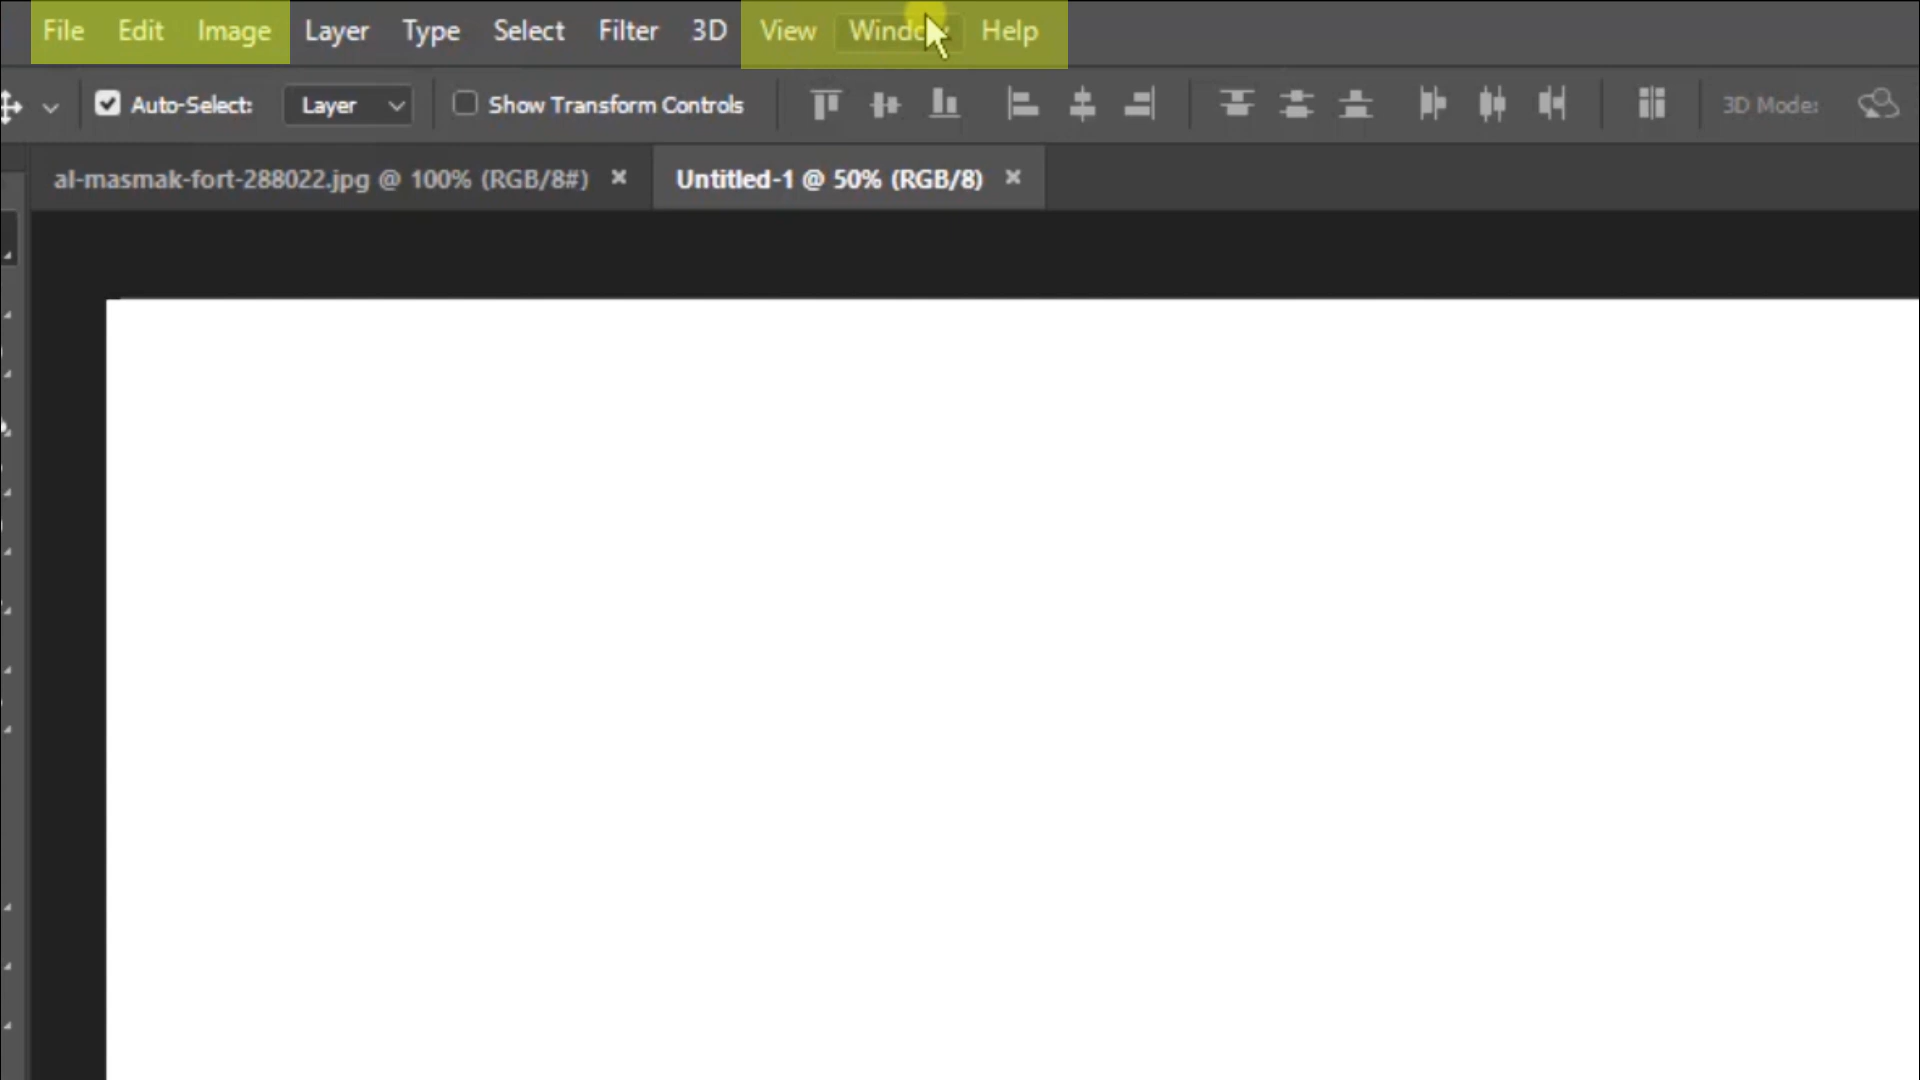 File Edit Image Layer Type Select Filter 3D View Window Help
Auto-Select: Layer Show Transform Controls 3D Mode:
al-masmak-fort-288022.jpg @ 100% (RGB/8#) × Untitled-1 @ 50% (RGB/8) ×